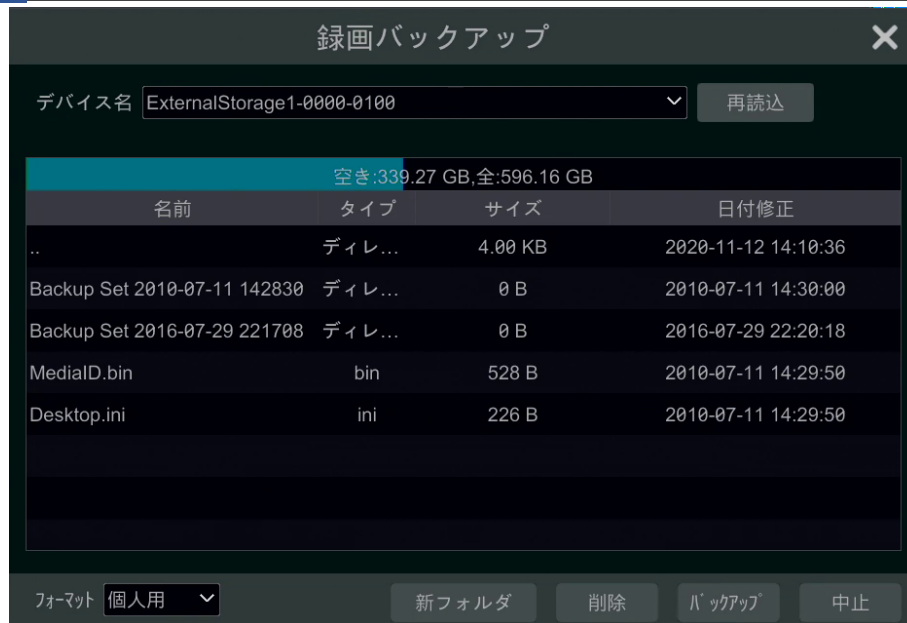 録画バックアップ
デバイス名 ExternalStorage1-0000-0100 再読込
空き:339.27 GB,全:596.16 GB
名前 タイプ サイズ 日付修正
.. ディレ... 4.00 KB 2020-11-12 14:10:36
Backup Set 2010-07-11 142830 ディレ... 0 B 2010-07-11 14:30:00
Backup Set 2016-07-29 221708 ディレ... 0 B 2016-07-29 22:20:18
MediaID.bin bin 528 B 2010-07-11 14:29:50
Desktop.ini ini 226 B 2010-07-11 14:29:50
フォーマット 個人用 新フォルダ 削除 バックアップ 中止